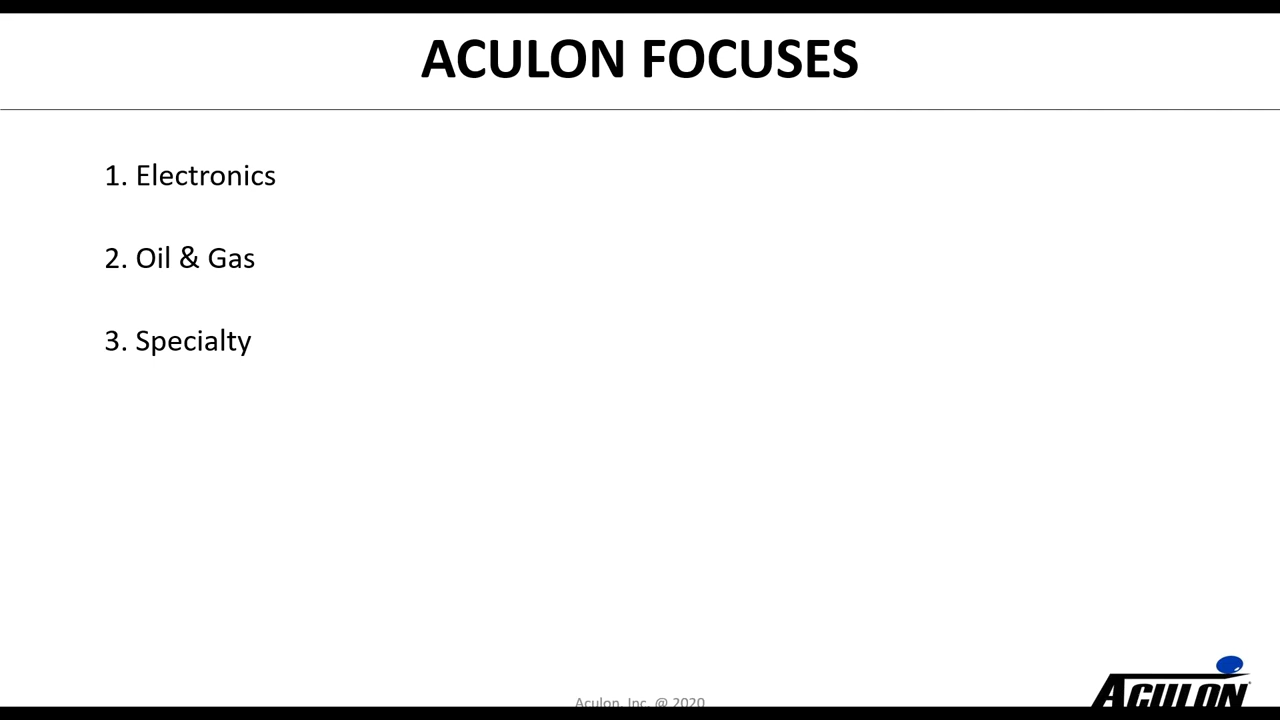 ACULON FOCUSES
1. Electronics
2. Oil & Gas
3. Specialty
Aculon, Inc. @ 2020
ACULON